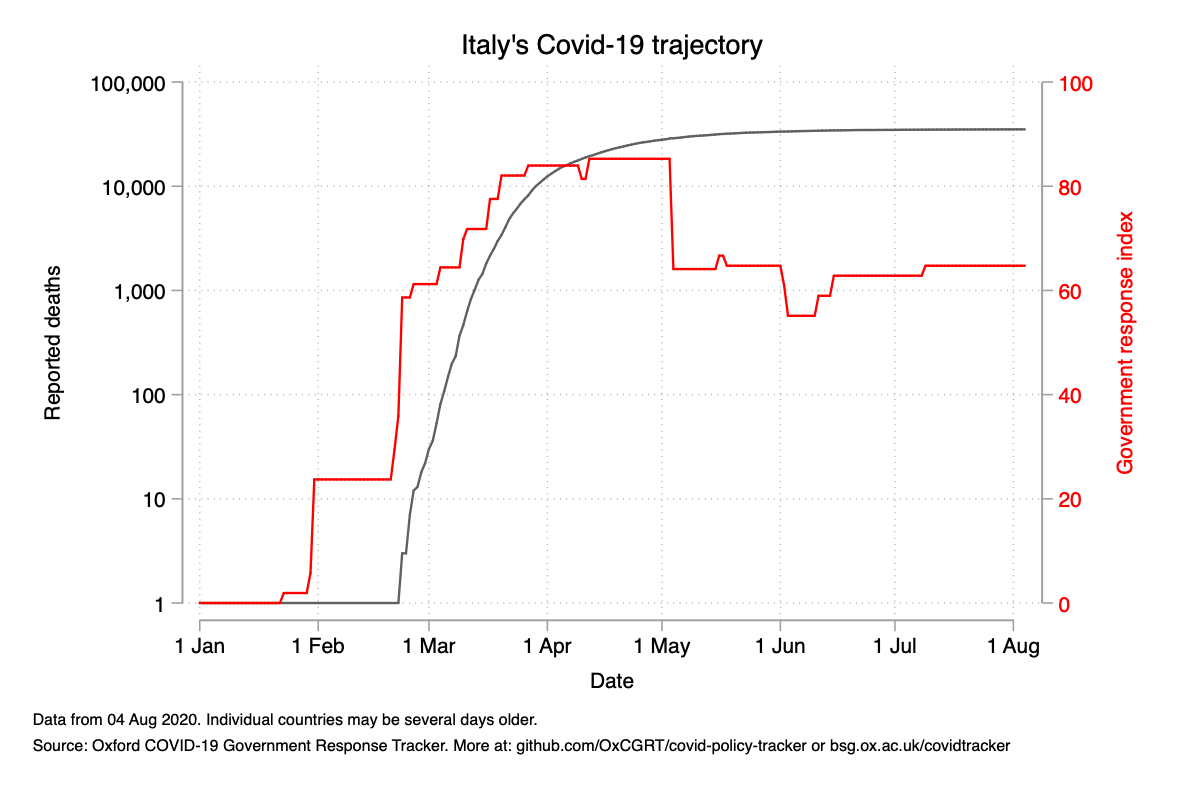 Italy's Covid-19 trajectory
100,000
10,000
1,000
100
10
1
Reported deaths
100
80
60
40
20
0
Government response index
1 Jan 1 Feb 1 Mar 1 Apr 1 May 1 Jun 1 Jul 1 Aug
Date
Data from 04 Aug 2020. Individual countries may be several days older.
Source: Oxford COVID-19 Government Response Tracker. More at: github.com/OxCGRT/covid-policy-tracker or bsg.ox.ac.uk/covidtracker